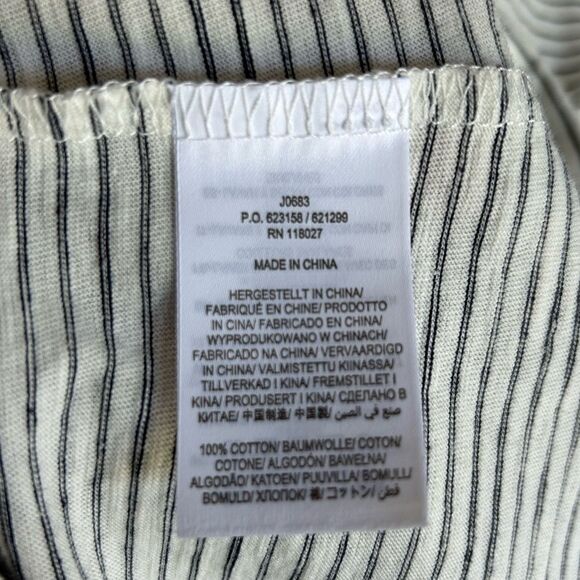 J0683
P.O. 623158 / 621299
RN 118027
MADE IN CHINA
HERGESTELLT IN CHINA/
FABRIQUÉ EN CHINE/ PRODOTTO
IN CINA/ FABRICADO EN CHINA/
WYPRODUKOWANO W CHINACH/
FABRICADO NA CHINA/ VERVAARDIGD
IN CHINA/ VALMISTETTU KIINASSA/
TILLVERKAD I KINA/ FREMSTILLET I
KINA/ PRODUSERT I KINA/ СДЕЛАНО В
КИТАЕ/ 中国制造/ 中国製/ صنع في الصين
100% COTTON/ BAUMWOLLE/ COTON/
COTONE/ ALGODÓN/ BAWEŁNA/
ALGODÃO/ KATOEN/ PUUVILLA/ BOMULL/
BOMULD/ ХЛОПОК/ 棉/ コットン/ قطن